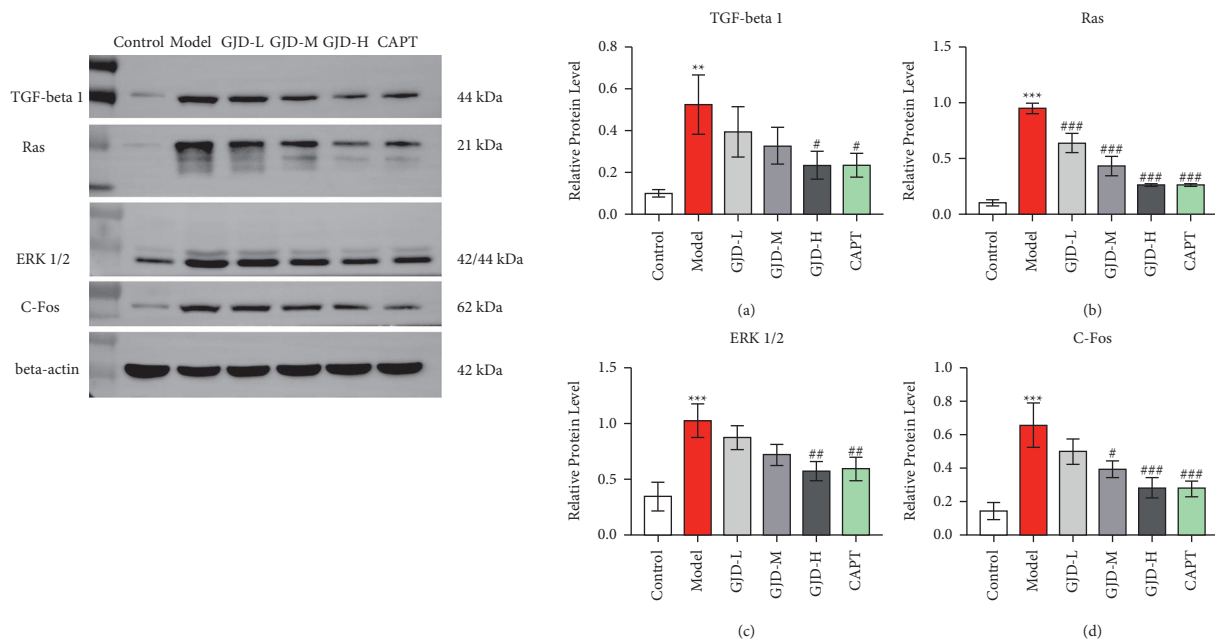 Control Model GJD-L GJD-M GJD-H CAPT
TGF-beta 1
44 kDa
Ras
21 kDa
ERK 1/2
42/44 kDa
C-Fos
62 kDa
beta-actin
42 kDa
TGF-beta 1
Relative Protein Level
0.8
0.6
0.4
0.2
0.0
**
#
#
Control
Model
GJD-L
GJD-M
GJD-H
CAPT
(a)
Ras
Relative Protein Level
1.5
1.0
0.5
0.0
***
###
###
###
###
Control
Model
GJD-L
GJD-M
GJD-H
CAPT
(b)
ERK 1/2
Relative Protein Level
1.5
1.0
0.5
0.0
***
##
##
Control
Model
GJD-L
GJD-M
GJD-H
CAPT
(c)
C-Fos
Relative Protein Level
1.0
0.8
0.6
0.4
0.2
0.0
***
#
###
###
Control
Model
GJD-L
GJD-M
GJD-H
CAPT
(d)